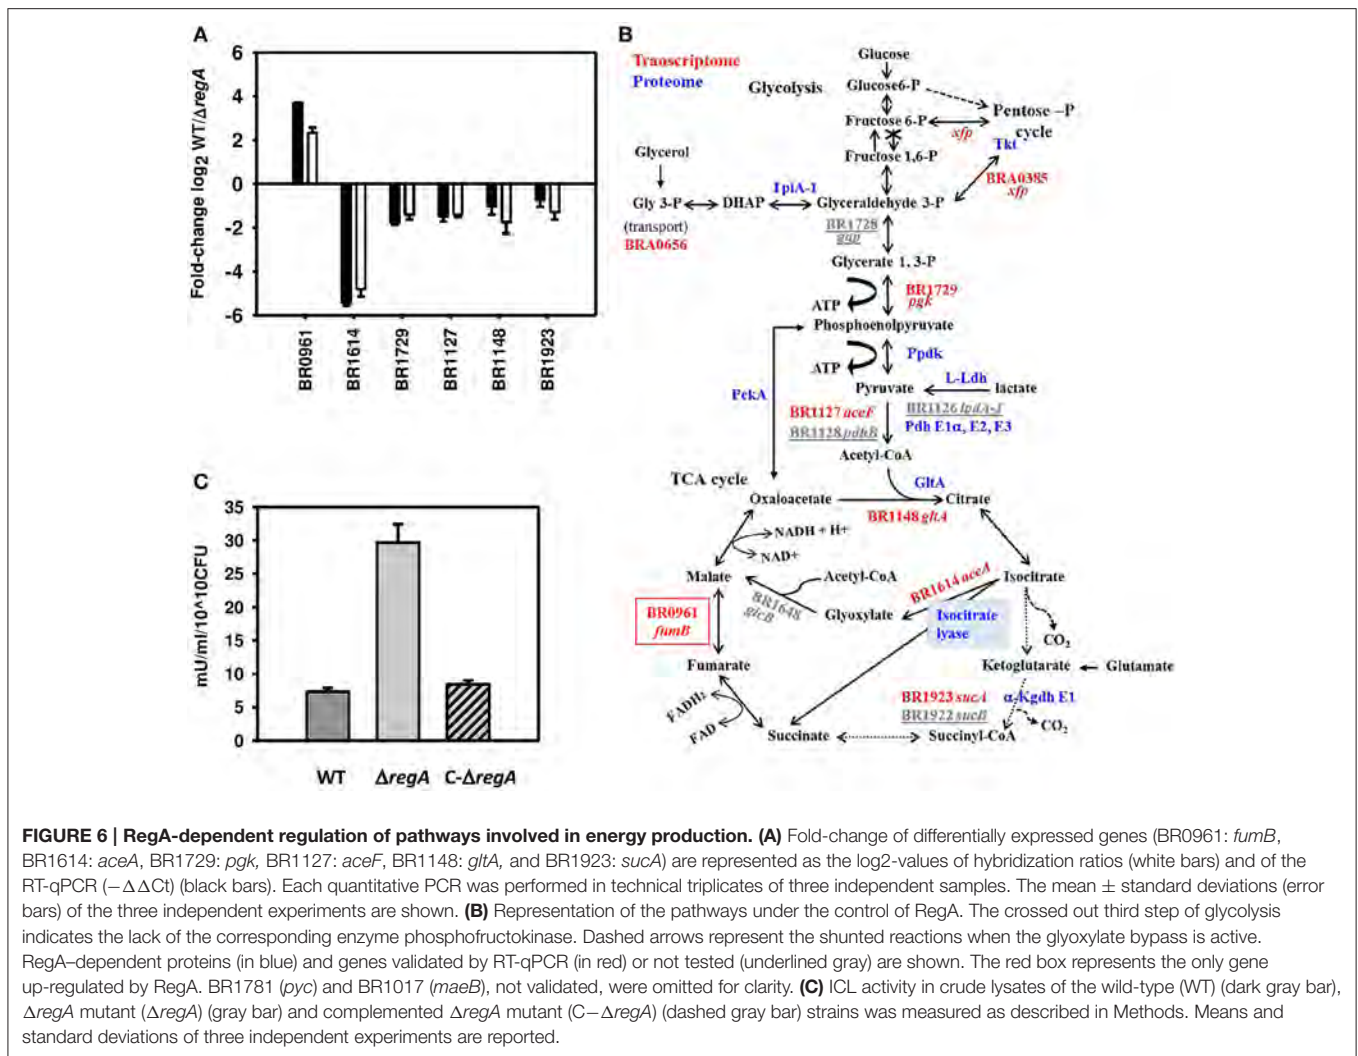 A
6
4
2
0
-2
-4
-6
Fold-change log2 WT/ΔregA
BR0961
BR1614
BR1729
BR1127
BR1148
BR1923
C
35
30
25
20
15
10
5
0
mU/ml/10^10CFU
WT
ΔregA
C-ΔregA
B
Transcriptome
Proteome
Glycolysis
Glucose
Glucose6-P
Fructose 6-P
Pentose –P
cycle
xfp
Tkt
Fructose 1,6-P
BRA0385
xfp
Glycerol
TpiA-1
Gly 3-P
DHAP
Glyceraldehyde 3-P
(transport)
BRA0656
BR1728
gap
Glycerate 1, 3-P
ATP
BR1729
pgk
Phosphoenolpyruvate
ATP
Ppdk
Pyruvate
L-Ldh
lactate
PckA
BR1127 aceF
BR1128 pdhB
BR1126 lpdA-1
Pdh E1α, E2, E3
Acetyl-CoA
TCA cycle
GltA
Oxaloacetate
Citrate
BR1148 gltA
NADH + H+
NAD+
Malate
Acetyl-CoA
BR1648
glcB
Glyoxylate
BR1614 aceA
Isocitrate
BR0961
fumB
Isocitrate
lyase
CO2
Fumarate
Ketoglutarate
Glutamate
FADH2
FAD
BR1923 sucA
BR1922 sucB
α-Kgdh E1
CO2
Succinate
Succinyl-CoA
FIGURE 6 | RegA-dependent regulation of pathways involved in energy production. (A) Fold-change of differentially expressed genes (BR0961: fumB,
BR1614: aceA, BR1729: pgk, BR1127: aceF, BR1148: gltA, and BR1923: sucA) are represented as the log2-values of hybridization ratios (white bars) and of the
RT-qPCR (−ΔΔCt) (black bars). Each quantitative PCR was performed in technical triplicates of three independent samples. The mean ± standard deviations (error
bars) of the three independent experiments are shown. (B) Representation of the pathways under the control of RegA. The crossed out third step of glycolysis
indicates the lack of the corresponding enzyme phosphofructokinase. Dashed arrows represent the shunted reactions when the glyoxylate bypass is active.
RegA–dependent proteins (in blue) and genes validated by RT-qPCR (in red) or not tested (underlined gray) are shown. The red box represents the only gene
up-regulated by RegA. BR1781 (pyc) and BR1017 (maeB), not validated, were omitted for clarity. (C) ICL activity in crude lysates of the wild-type (WT) (dark gray bar),
ΔregA mutant (ΔregA) (gray bar) and complemented ΔregA mutant (C−ΔregA) (dashed gray bar) strains was measured as described in Methods. Means and
standard deviations of three independent experiments are reported.